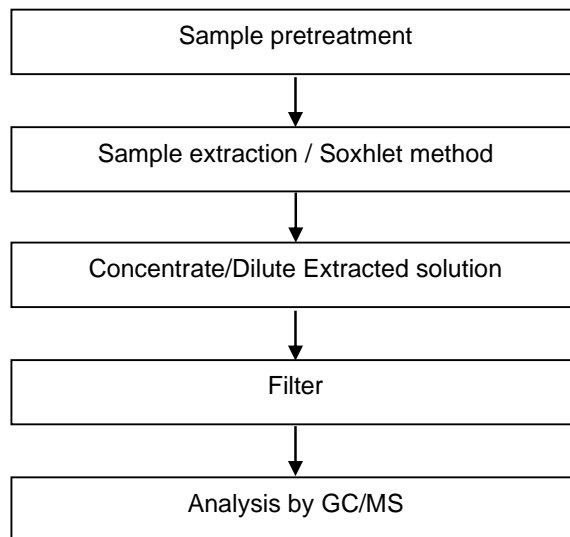 Sample pretreatment
Sample extraction / Soxhlet method
Concentrate/Dilute Extracted solution
Filter
Analysis by GC/MS